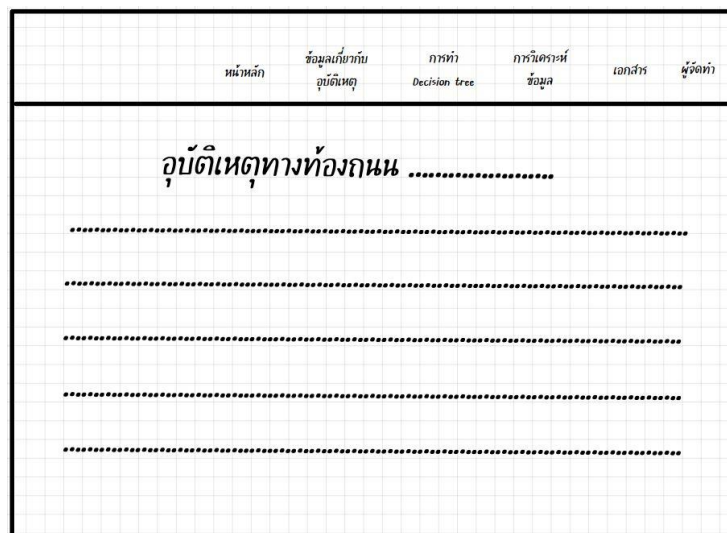 หน้าหลัก
ข้อมูลเกี่ยวกับ
อุบัติเหตุ
การทำ
Decision tree
การวิเคราะห์
ข้อมูล
เอกสาร
ผู้จัดทำ
อุบัติเหตุทางท้องถนน ......................